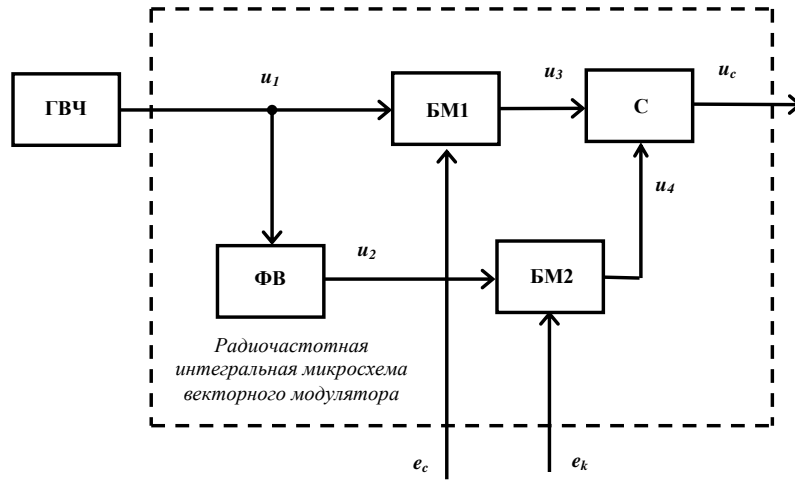 u1
u3
uc
ГВЧ
БМ1
С
u4
u2
ФВ
БМ2
Радиочастотная
интегральная микросхема
векторного модулятора
ec
ek